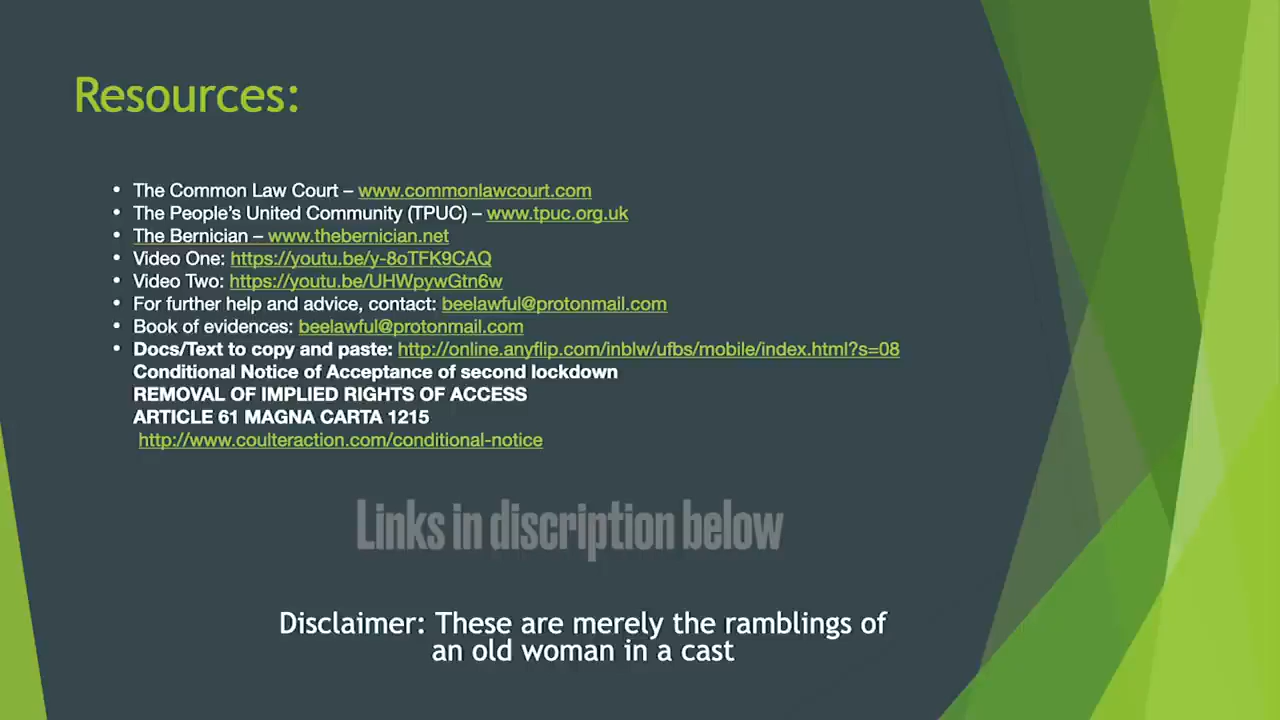 Resources:
• The Common Law Court – www.commonlawcourt.com
• The People's United Community (TPUC) – www.tpuc.org.uk
• The Bernician – www.thebernician.net
• Video One: https://youtu.be/y-8oTFK9CAQ
• Video Two: https://youtu.be/UHWpywGtn6w
• For further help and advice, contact: beelawful@protonmail.com
• Book of evidences: beelawful@protonmail.com
• Docs/Text to copy and paste: http://online.anyflip.com/inblw/ufbs/mobile/index.html?s=08
Conditional Notice of Acceptance of second lockdown
REMOVAL OF IMPLIED RIGHTS OF ACCESS
ARTICLE 61 MAGNA CARTA 1215
http://www.coulteraction.com/conditional-notice
Links in discription below
Disclaimer: These are merely the ramblings of
an old woman in a cast